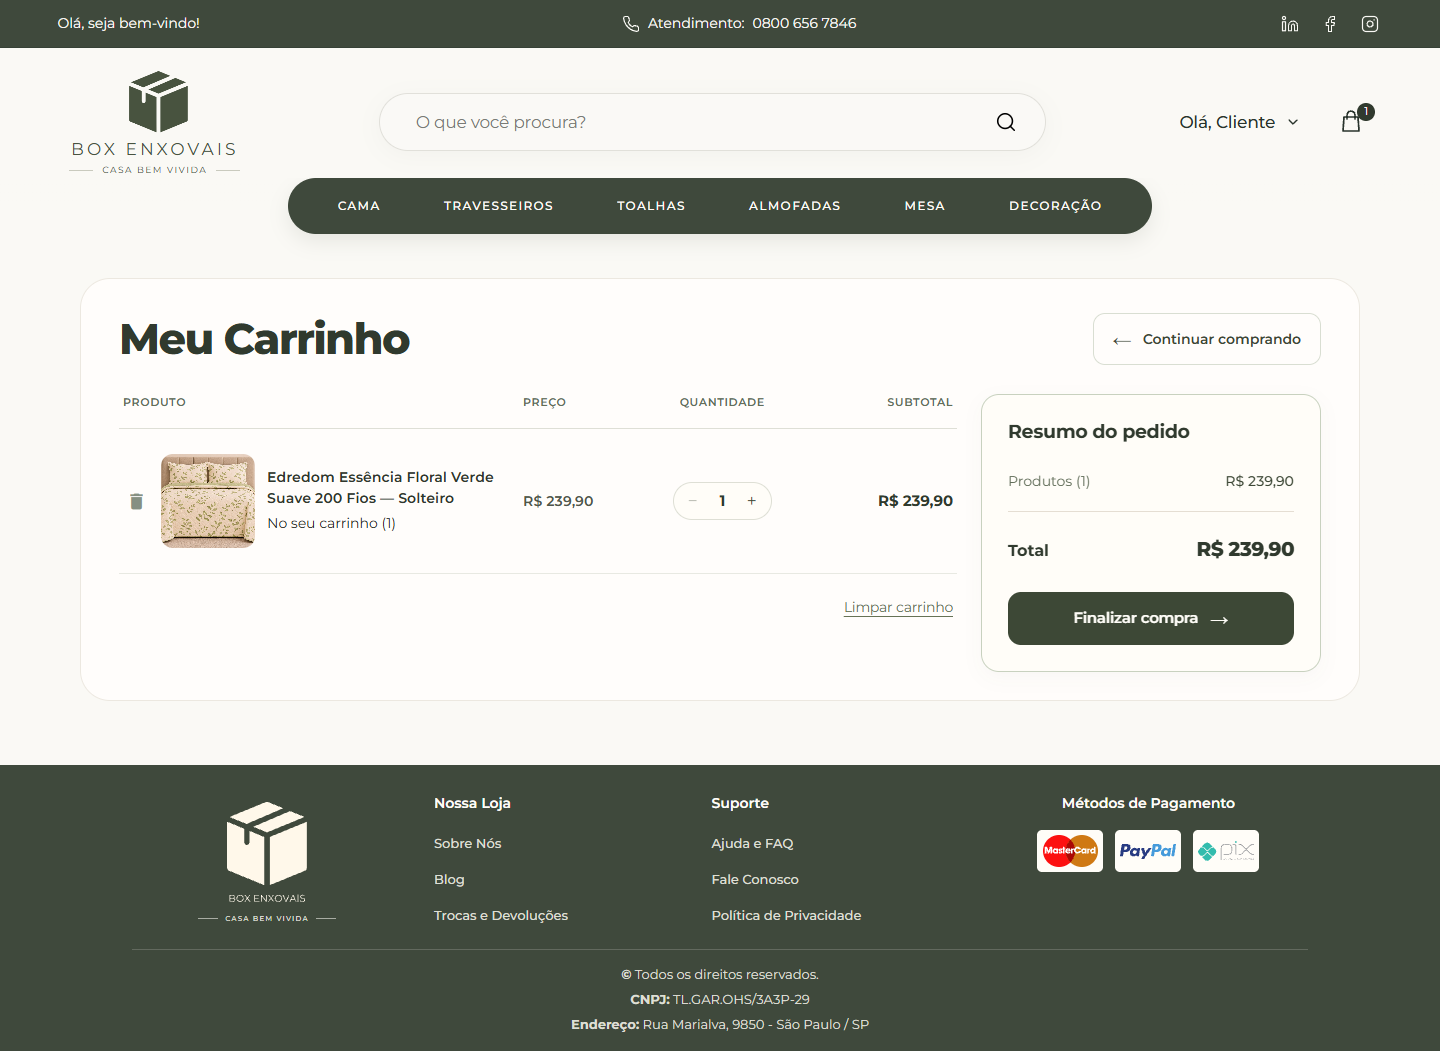 Olá, seja bem-vindo!
Atendimento: 0800 656 7846
BOX ENXOVAIS
CASA BEM VIVIDA
O que você procura?
Olá, Cliente
1
CAMA TRAVESSEIROS TOALHAS ALMOFADAS MESA DECORAÇÃO
Meu Carrinho
← Continuar comprando
PRODUTO PREÇO QUANTIDADE SUBTOTAL
Edredom Essência Floral Verde
Suave 200 Fios — Solteiro
No seu carrinho (1)
R$ 239,90
− 1 +
R$ 239,90
Limpar carrinho
Resumo do pedido
Produtos (1) R$ 239,90
Total R$ 239,90
Finalizar compra →
BOX ENXOVAIS
CASA BEM VIVIDA
Nossa Loja
Sobre Nós
Blog
Trocas e Devoluções
Suporte
Ajuda e FAQ
Fale Conosco
Política de Privacidade
Métodos de Pagamento
MasterCard PayPal pix
© Todos os direitos reservados.
CNPJ: TL.GAR.OHS/3A3P-29
Endereço: Rua Marialva, 9850 - São Paulo / SP